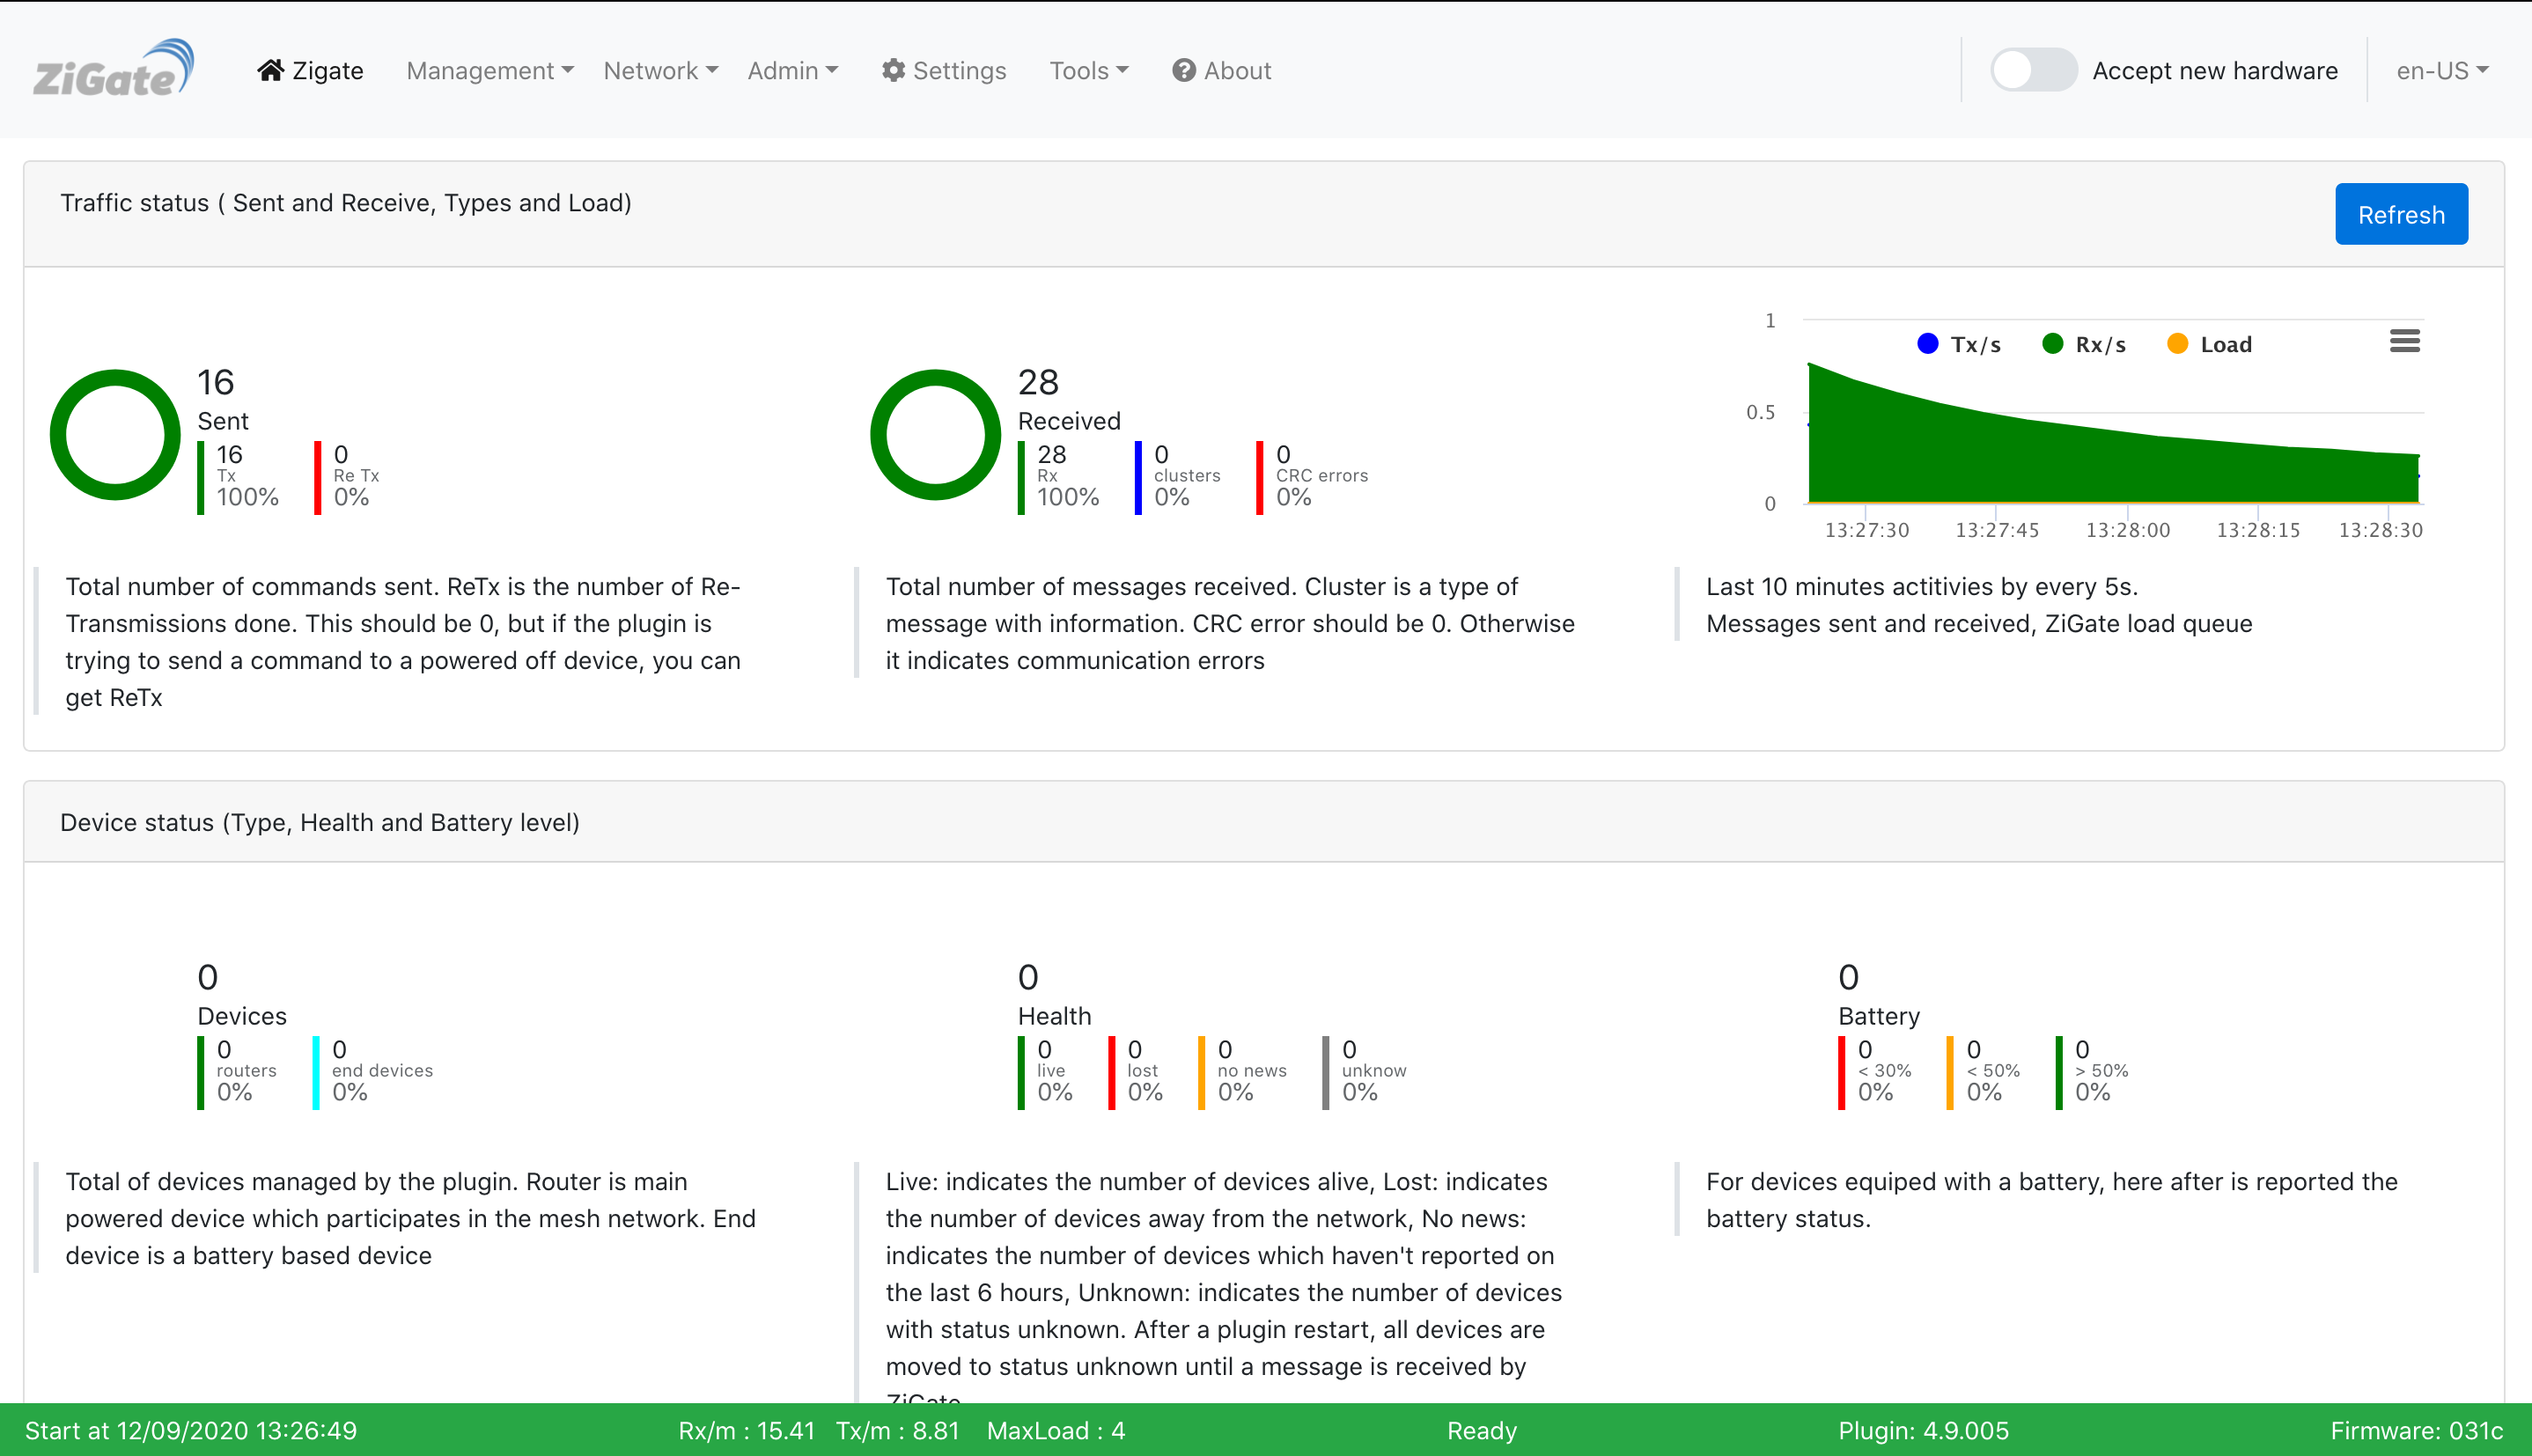 ZiGate
Zigate Management Network Admin Settings Tools About Accept new hardware en-US
Traffic status ( Sent and Receive, Types and Load)
Refresh
16
Sent
16
Tx
100%
0
Re Tx
0%
28
Received
28
Rx
100%
0
clusters
0%
0
CRC errors
0%
Tx/s Rx/s Load
1
0.5
0
13:27:30 13:27:45 13:28:00 13:28:15 13:28:30
Total number of commands sent. ReTx is the number of Re-
Transmissions done. This should be 0, but if the plugin is
trying to send a command to a powered off device, you can
get ReTx
Total number of messages received. Cluster is a type of
message with information. CRC error should be 0. Otherwise
it indicates communication errors
Last 10 minutes actitivies by every 5s.
Messages sent and received, ZiGate load queue
Device status (Type, Health and Battery level)
0
Devices
0
routers
0%
0
end devices
0%
0
Health
0
live
0%
0
lost
0%
0
no news
0%
0
unknow
0%
0
Battery
0
< 30%
0%
0
< 50%
0%
0
> 50%
0%
Total of devices managed by the plugin. Router is main
powered device which participates in the mesh network. End
device is a battery based device
Live: indicates the number of devices alive, Lost: indicates
the number of devices away from the network, No news:
indicates the number of devices which haven't reported on
the last 6 hours, Unknown: indicates the number of devices
with status unknown. After a plugin restart, all devices are
moved to status unknown until a message is received by
ZiGate
For devices equiped with a battery, here after is reported the
battery status.
Start at 12/09/2020 13:26:49 Rx/m : 15.41 Tx/m : 8.81 MaxLoad : 4 Ready Plugin: 4.9.005 Firmware: 031c